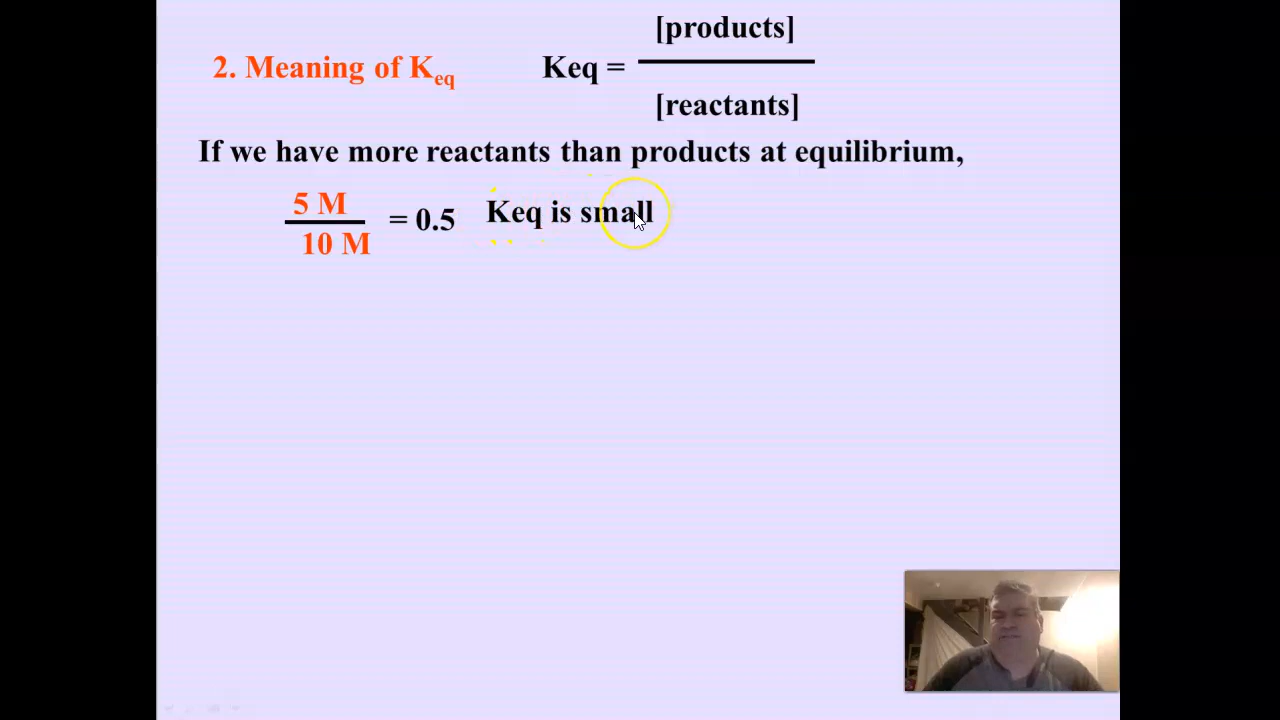 [products]
2. Meaning of Keq Keq =
[reactants]
If we have more reactants than products at equilibrium,
5 M
= 0.5 Keq is small
10 M